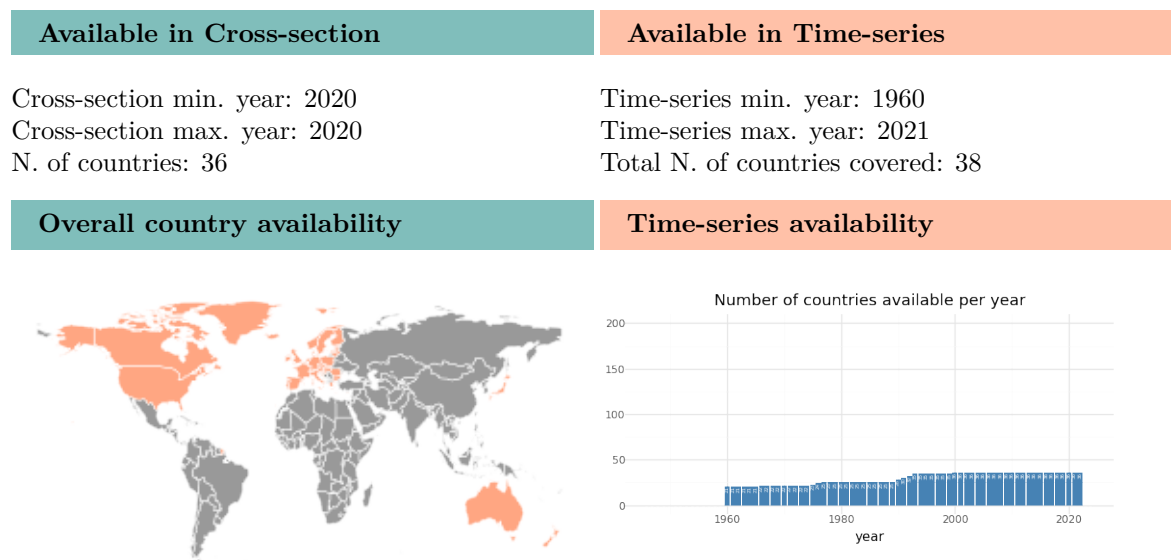 Available in Cross-section
Available in Time-series
Cross-section min. year: 2020
Cross-section max. year: 2020
N. of countries: 36
Time-series min. year: 1960
Time-series max. year: 2021
Total N. of countries covered: 38
Overall country availability
Time-series availability
Number of countries available per year
200
150
100
50
0
1960
1980
2000
2020
year